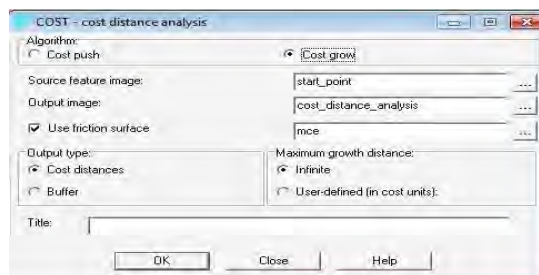 COST - cost distance analysis
Algorithm:
Cost push
Cost grow
Source feature image:
start_point
...
Output image:
cost_distance_analysis
...
Use friction surface
mce
...
Output type:
Maximum growth distance:
Cost distances
Infinite
Buffer
User-defined (in cost units):
Title:
OK
Close
Help